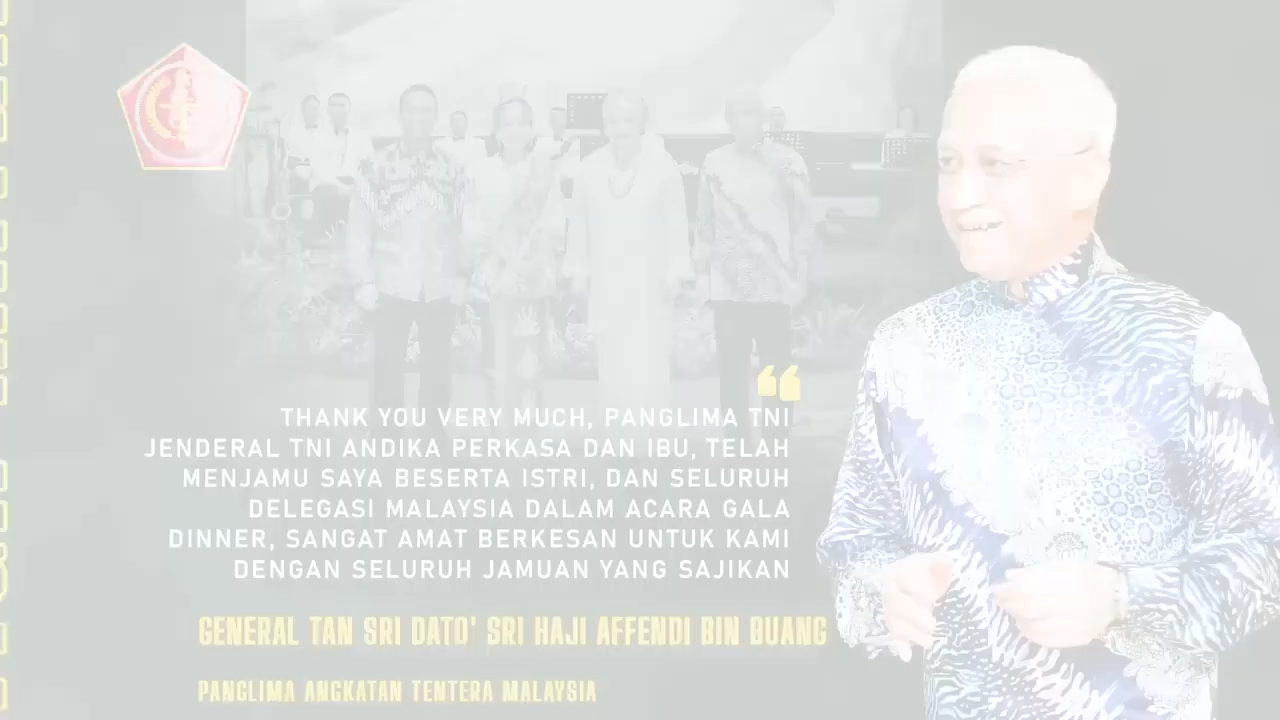 THANK YOU VERY MUCH, PANGLIMA TNI
JENDERAL TNI ANDIKA PERKASA DAN IBU, TELAH
MENJAMU SAYA BESERTA ISTRI, DAN SELURUH
DELEGASI MALAYSIA DALAM ACARA GALA
DINNER, SANGAT AMAT BERKESAN UNTUK KAMI
DENGAN SELURUH JAMUAN YANG SAJIKAN
GENERAL TAN SRI DATO' SRI HAJI AFFENDI BIN BUANG
PANGLIMA ANGKATAN TENTERA MALAYSIA